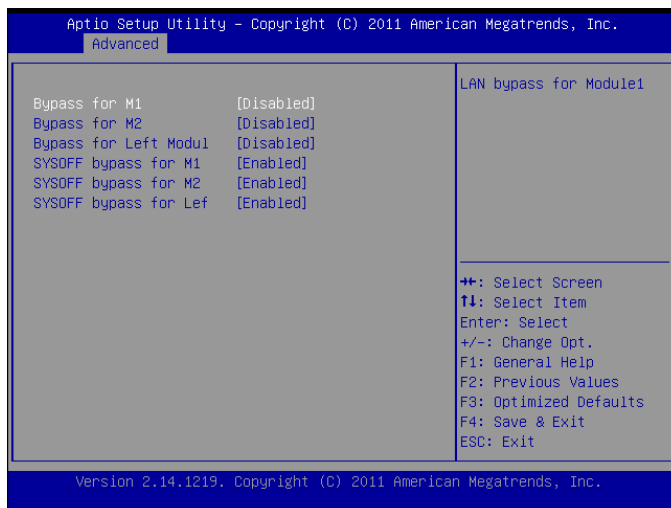 Aptio Setup Utility – Copyright (C) 2011 American Megatrends, Inc.
Advanced
Bypass for M1 [Disabled]
Bypass for M2 [Disabled]
Bypass for Left Modul [Disabled]
SYSOFF bypass for M1 [Enabled]
SYSOFF bypass for M2 [Enabled]
SYSOFF bypass for Lef [Enabled]
LAN bypass for Module1
→←: Select Screen
↑↓: Select Item
Enter: Select
+/-: Change Opt.
F1: General Help
F2: Previous Values
F3: Optimized Defaults
F4: Save & Exit
ESC: Exit
Version 2.14.1219. Copyright (C) 2011 American Megatrends, Inc.